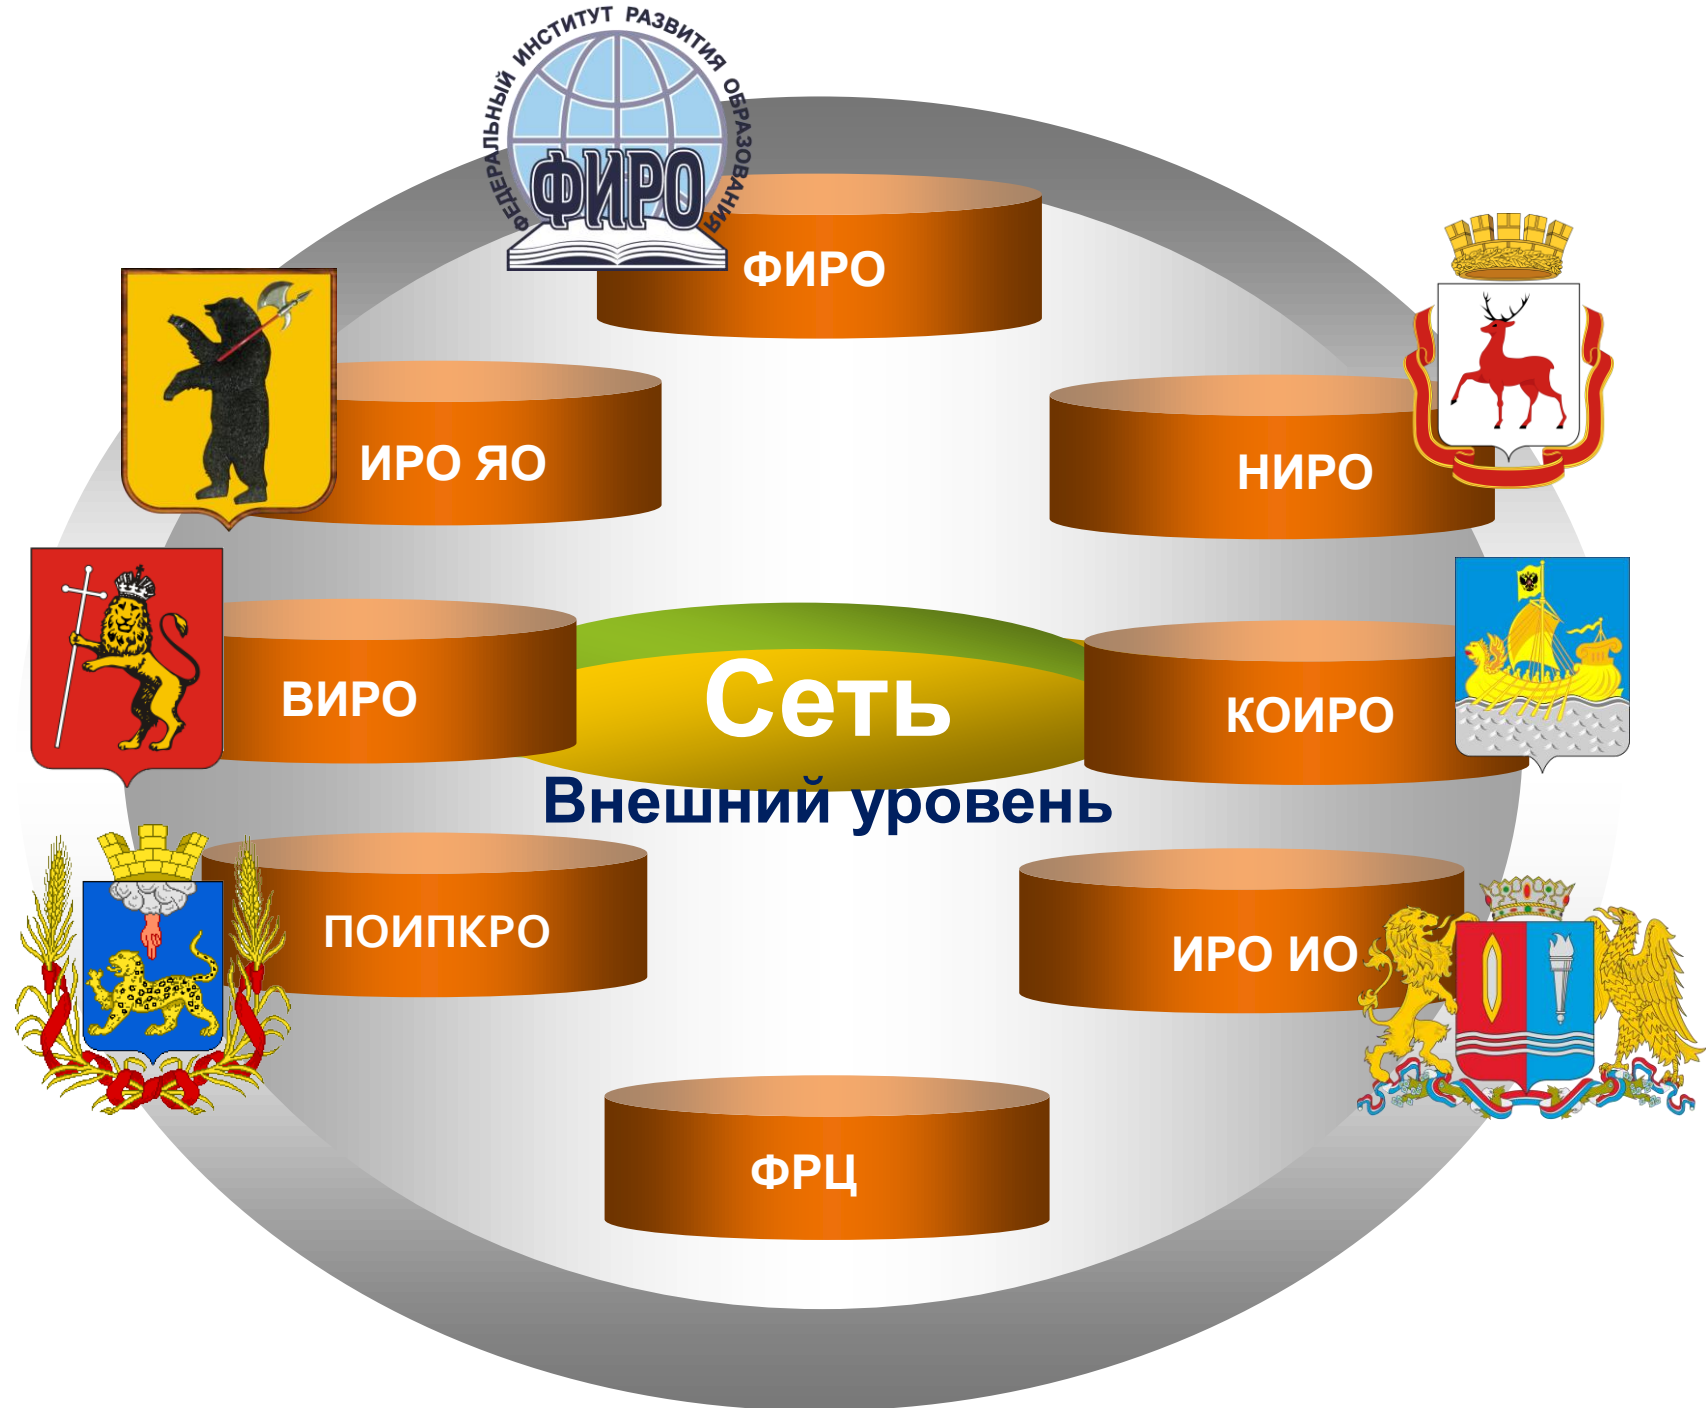 ФЕДЕРАЛЬНЫЙ ИНСТИТУТ РАЗВИТИЯ ОБРАЗОВАНИЯ
ФИРО
ФИРО
ИРО ЯО
НИРО
ВИРО
Сеть
КОИРО
Внешний уровень
ПОИПКРО
ИРО ИО
ФРЦ